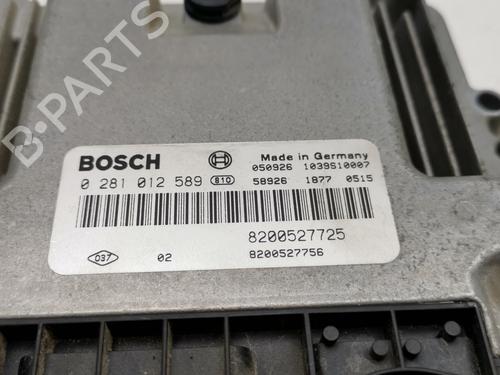 B-PARTS
BOSCH
Made in Germany
050926 1039S10007
0 281 012 589 810
58926 1877 0515
8200527725
037 02 8200527756